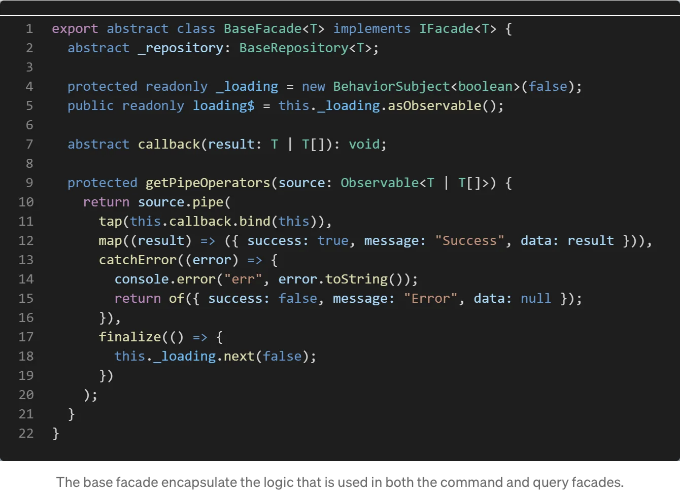 1 export abstract class BaseFacade<T> implements IFacade<T> {
2   abstract _repository: BaseRepository<T>;
3
4   protected readonly _loading = new BehaviorSubject<boolean>(false);
5   public readonly loading$ = this._loading.asObservable();
6
7   abstract callback(result: T | T[]): void;
8
9   protected getPipeOperators(source: Observable<T | T[]>) {
10     return source.pipe(
11       tap(this.callback.bind(this)),
12       map((result) => ({ success: true, message: "Success", data: result })),
13       catchError((error) => {
14         console.error("err", error.toString());
15         return of({ success: false, message: "Error", data: null });
16       }),
17       finalize(() => {
18         this._loading.next(false);
19       })
20     );
21   }
22 }
The base facade encapsulate the logic that is used in both the command and query facades.